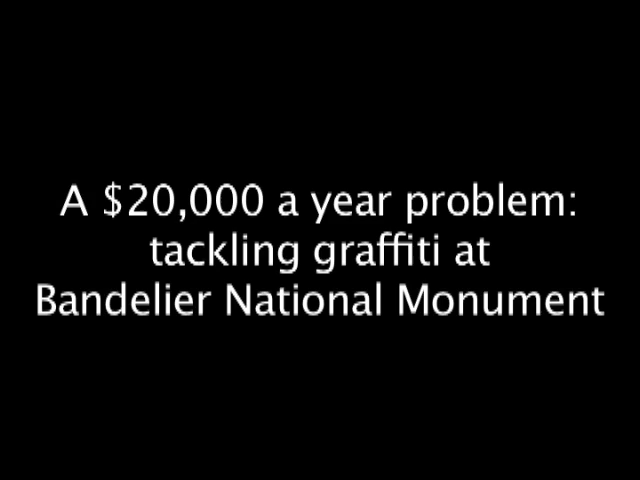 A $20,000 a year problem:
tackling graffiti at
Bandelier National Monument